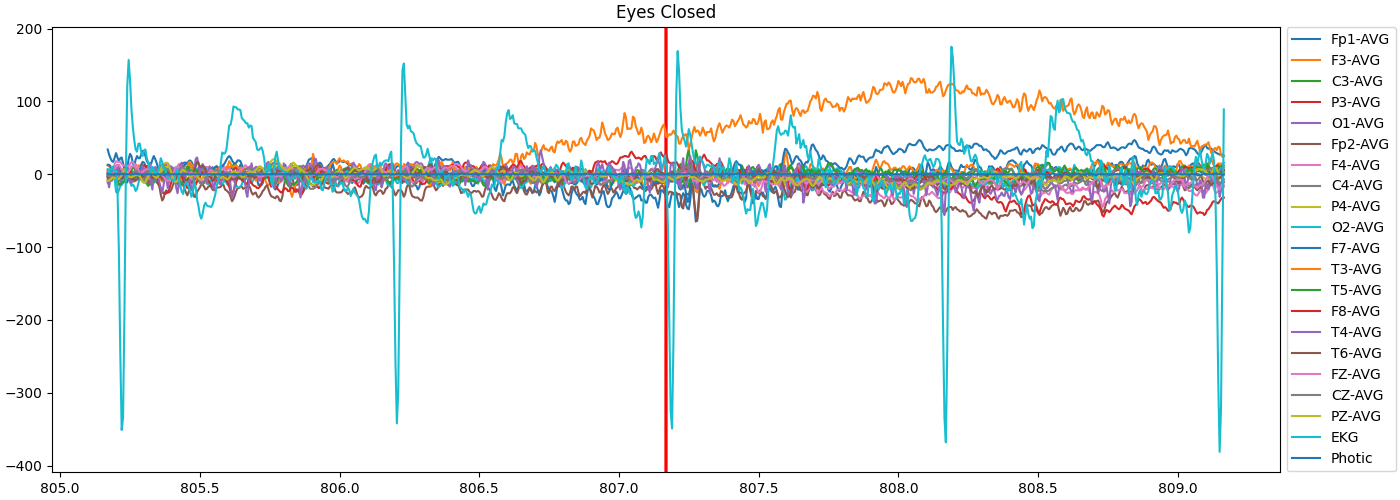 Eyes Closed
200
100
0
−100
−200
−300
−400
805.0 805.5 806.0 806.5 807.0 807.5 808.0 808.5 809.0
Fp1-AVG
F3-AVG
C3-AVG
P3-AVG
O1-AVG
Fp2-AVG
F4-AVG
C4-AVG
P4-AVG
O2-AVG
F7-AVG
T3-AVG
T5-AVG
F8-AVG
T4-AVG
T6-AVG
FZ-AVG
CZ-AVG
PZ-AVG
EKG
Photic